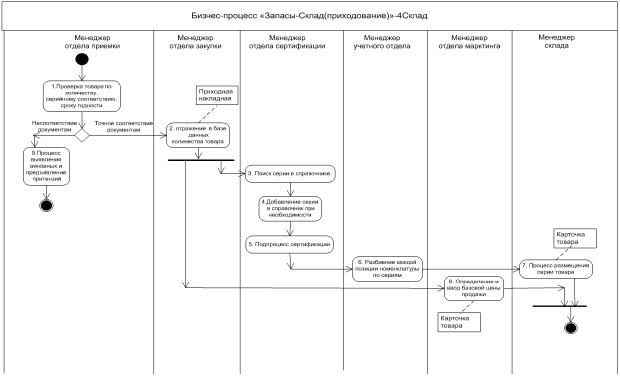 Бизнес-процесс «Запасы-Склад(приходование)»-4Склад
Менеджер
отдела приемки
Менеджер
отдела закупки
Менеджер
отдела сертификации
Менеджер
учетного отдела
Менеджер
отдела марктинга
Менеджер
склада
1.Проверка товара по
количеству,
серийному соответствию,
сроку годности
Приходная
накладная
Несоответствие
документам
Точное соответствие
документам
2. отражение в базе
данных
количества товара
9.Процесс
выявления
виновных и
предъявление
притензий
3. Поиск серии в справочнике.
4.Добавление серии
в справочник при
необходимости
5. Подпроцесс сертификации
6. Разбиение каждой
позиции номенклатуры
по сериям
Карточка
товара
7. Процесс размещения
серии товара
8. Определение и
ввод базовой цены
продажи
Карточка
товара